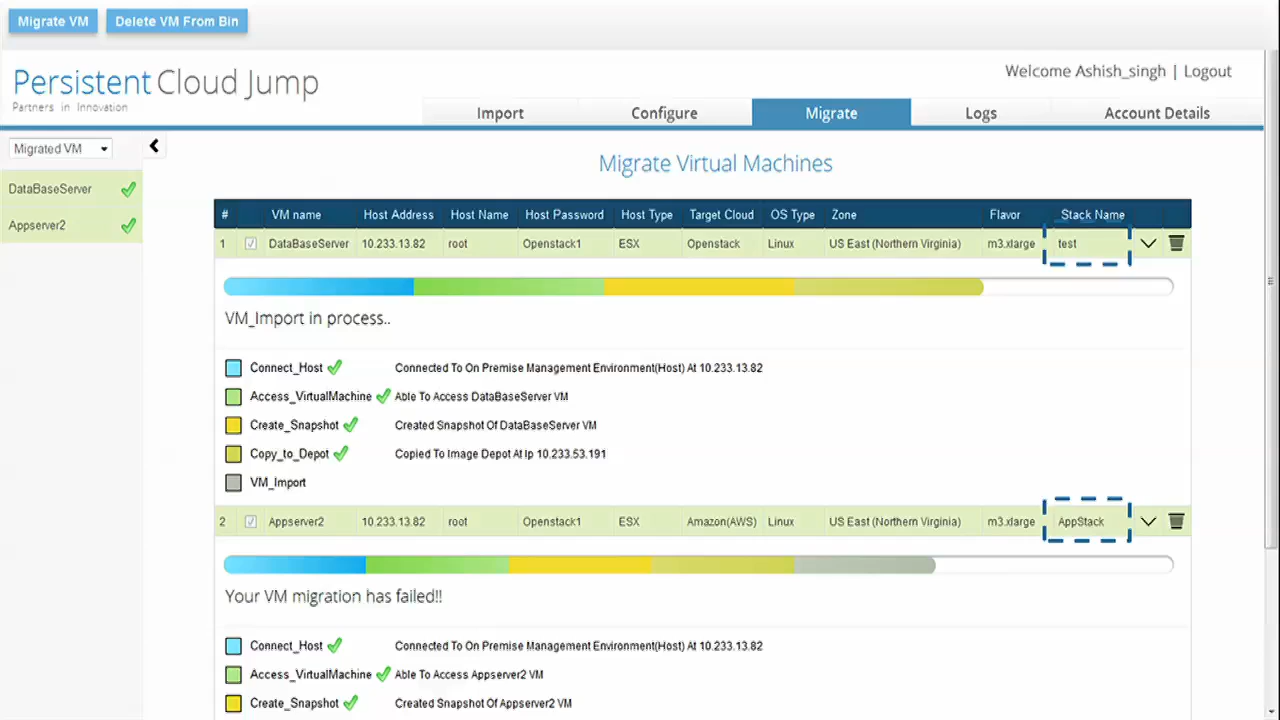 Migrate VM Delete VM From Bin
Persistent Cloud Jump
Partners in Innovation
Welcome Ashish_singh | Logout
Import Configure Migrate Logs Account Details
Migrated VM
DataBaseServer
Appserver2
Migrate Virtual Machines
# VM name Host Address Host Name Host Password Host Type Target Cloud OS Type Zone Flavor Stack Name
1 DataBaseServer 10.233.13.82 root Openstack1 ESX Openstack Linux US East (Northern Virginia) m3.xlarge test
VM_Import in process..
Connect_Host Connected To On Premise Management Environment(Host) At 10.233.13.82
Access_VirtualMachine Able To Access DataBaseServer VM
Create_Snapshot Created Snapshot Of DataBaseServer VM
Copy_to_Depot Copied To Image Depot At Ip 10.233.53.191
VM_Import
2 Appserver2 10.233.13.82 root Openstack1 ESX Amazon(AWS) Linux US East (Northern Virginia) m3.xlarge AppStack
Your VM migration has failed!!
Connect_Host Connected To On Premise Management Environment(Host) At 10.233.13.82
Access_VirtualMachine Able To Access Appserver2 VM
Create_Snapshot Created Snapshot Of Appserver2 VM